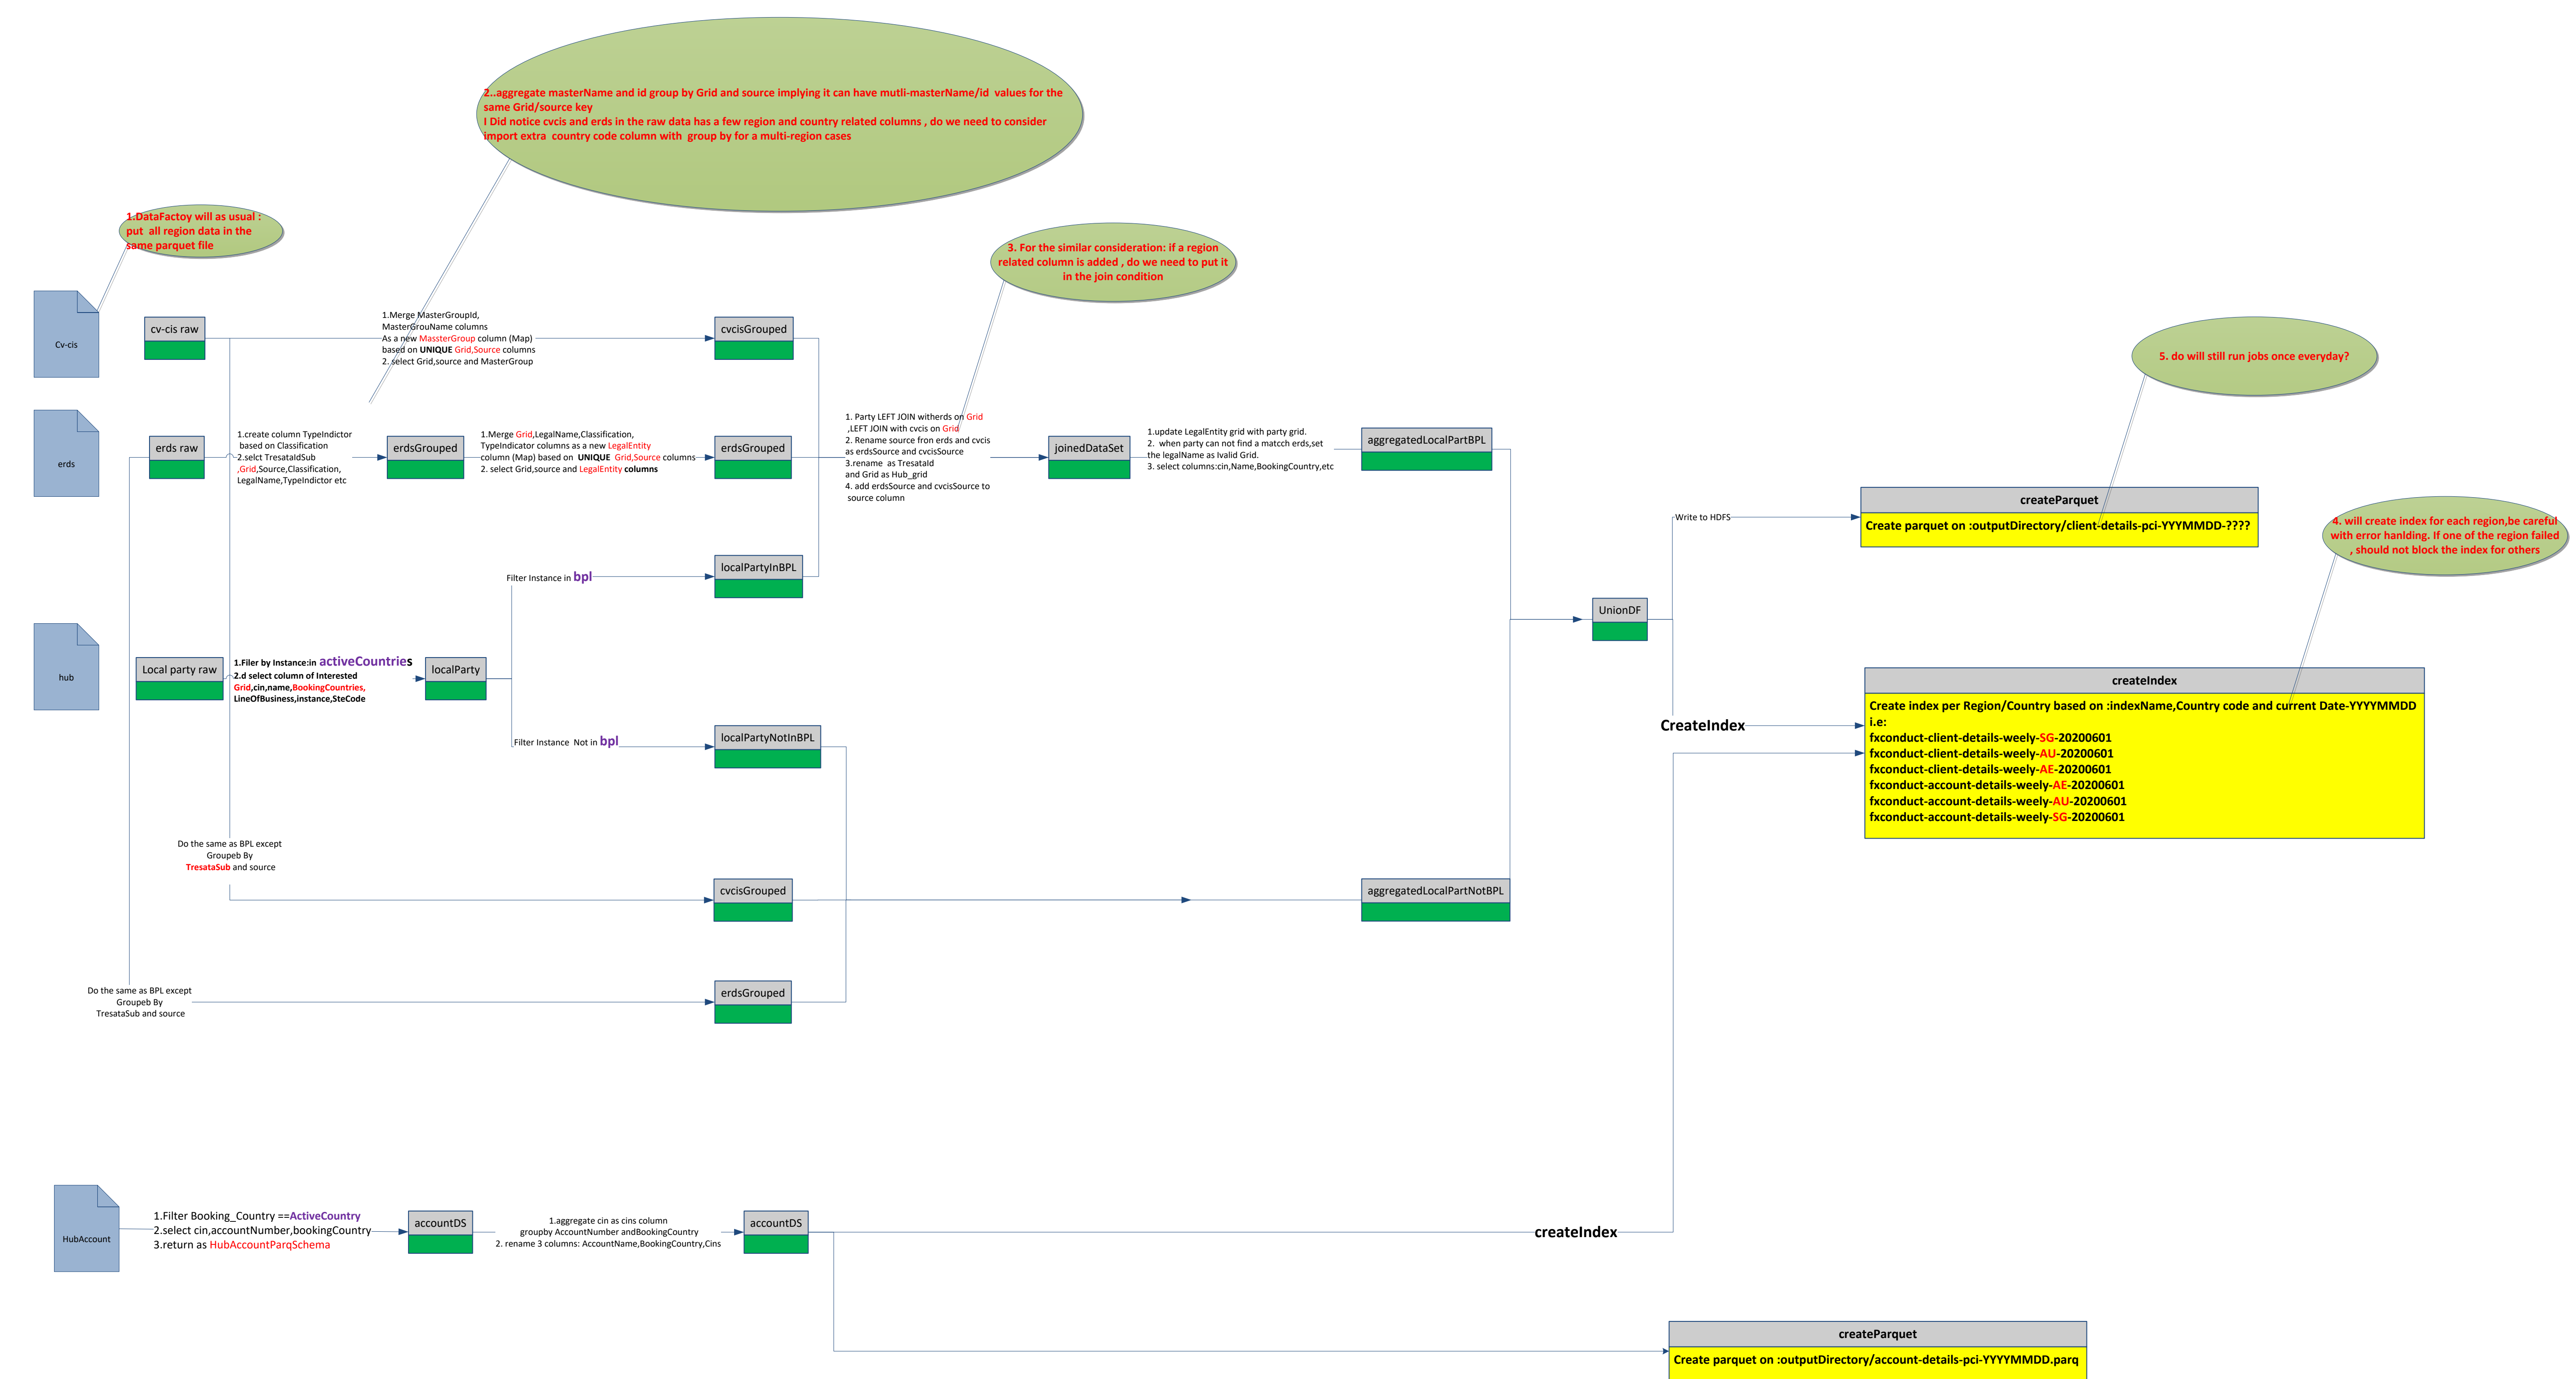 2..aggregate masterName and id group by Grid and source implying it can have mutli-masterName/id  values for the
same Grid/source key
I Did notice cvcis and erds in the raw data has a few region and country related columns , do we need to consider
import extra  country code column with  group by for a multi-region cases
1.DataFactoy will as usual :
put  all region data in the
same parquet file
3. For the similar consideration: if a region
related column is added , do we need to put it
in the join condition
Cv-cis
cv-cis raw
1.Merge MasterGroupId,
MasterGrouName columns
As a new MassterGroup column (Map)
based on UNIQUE Grid,Source columns
2. select Grid,source and MasterGroup
cvcisGrouped
5. do will still run jobs once everyday?
erds
erds raw
1.create column TypeIndictor
based on Classification
2.selct TresataIdSub
,Grid,Source,Classification,
LegalName,TypeIndictor etc
erdsGrouped
1.Merge Grid,LegalName,Classification,
TypeIndicator columns as a new LegalEntity
column (Map) based on  UNIQUE  Grid,Source columns
2. select Grid,source and LegalEntity columns
erdsGrouped
1. Party LEFT JOIN witherds on Grid
,LEFT JOIN with cvcis on Grid
2. Rename source fron erds and cvcis
as erdsSource and cvcisSource
3.rename  as TresataId
and Grid as Hub_grid
4. add erdsSource and cvcisSource to
source column
joinedDataSet
1.update LegalEntity grid with party grid.
2.  when party can not find a matcch erds,set
the legalName as Ivalid Grid.
3. select columns:cin,Name,BookingCountry,etc
aggregatedLocalPartBPL
Write to HDFS
createParquet
Create parquet on :outputDirectory/client-details-pci-YYYMMDD-????
4. will create index for each region,be careful
with error hanlding. If one of the region failed
, should not block the index for others
Filter Instance in bpl
localPartyInBPL
UnionDF
hub
Local party raw
1.Filer by Instance:in activeCountries
2.d select column of Interested
Grid,cin,name,BookingCountries,
LineOfBusiness,instance,SteCode
localParty
Filter Instance  Not in bpl
localPartyNotInBPL
CreateIndex
createIndex
Create index per Region/Country based on :indexName,Country code and current Date-YYYYMMDD
i.e:
fxconduct-client-details-weely-SG-20200601
fxconduct-client-details-weely-AU-20200601
fxconduct-client-details-weely-AE-20200601
fxconduct-account-details-weely-AE-20200601
fxconduct-account-details-weely-AU-20200601
fxconduct-account-details-weely-SG-20200601
Do the same as BPL except
Groupeb By
TresataSub and source
cvcisGrouped
aggregatedLocalPartNotBPL
Do the same as BPL except
Groupeb By
TresataSub and source
erdsGrouped
HubAccount
1.Filter Booking_Country ==ActiveCountry
2.select cin,accountNumber,bookingCountry
3.return as HubAccountParqSchema
accountDS
1.aggregate cin as cins column
groupby AccountNumber andBookingCountry
2. rename 3 columns: AccountName,BookingCountry,Cins
accountDS
createIndex
createParquet
Create parquet on :outputDirectory/account-details-pci-YYYYMMDD.parq